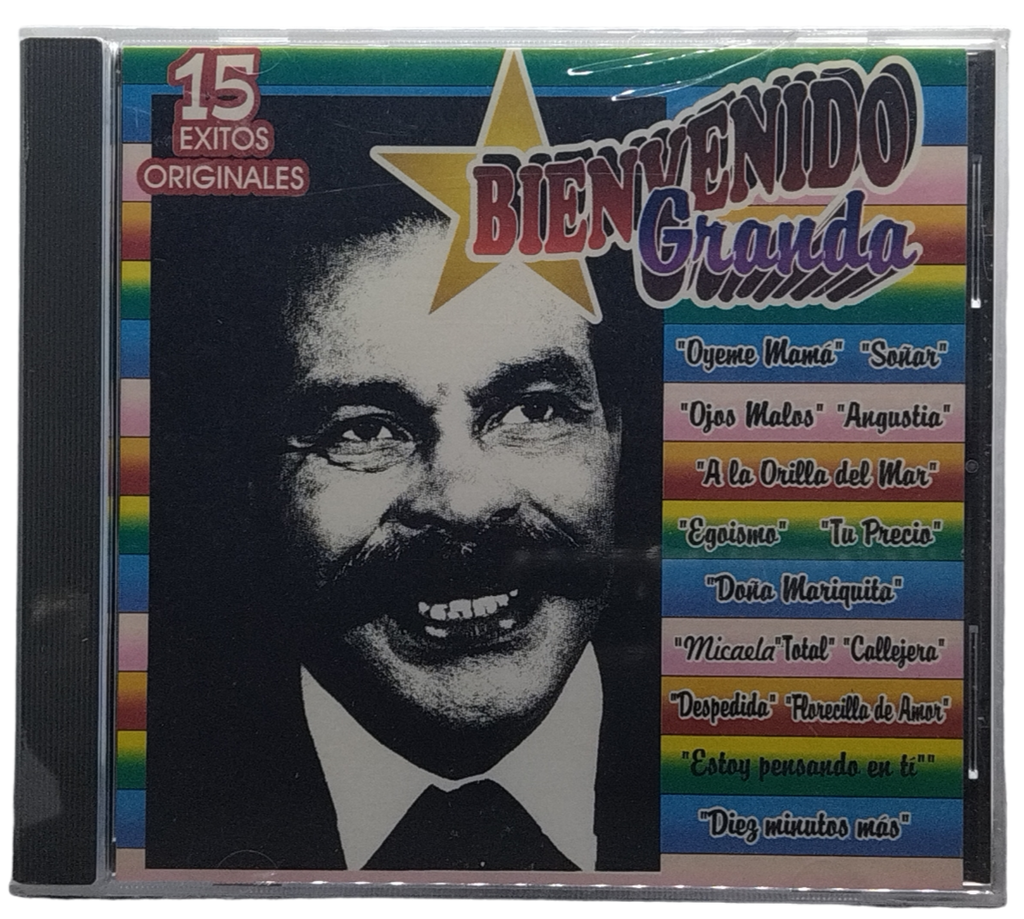 15
EXITOS
ORIGINALES
BIENVENIDO
Granda
"Oyeme Mamá" "Soñar"
"Ojos Malos" "Angustia"
"A la Orilla del Mar"
"Egoismo" "Tu Precio"
"Doña Mariquita"
"Micaela" "Total" "Callejera"
"Despedida" "Florecilla de Amor"
"Estoy pensando en tí""
"Diez minutos más"